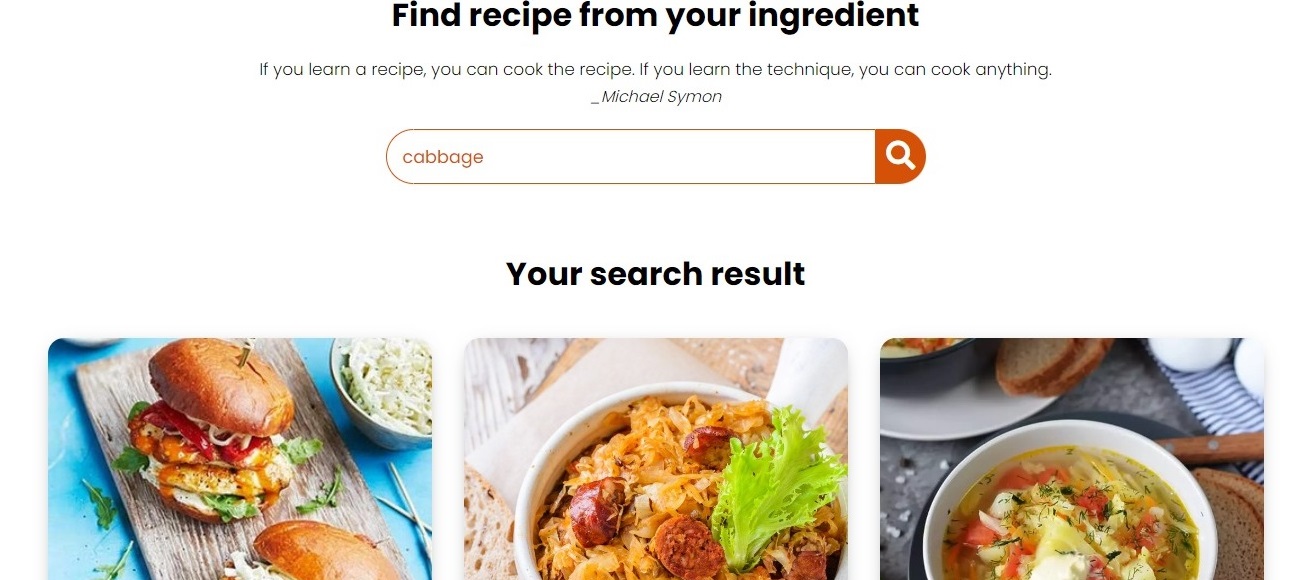 Find recipe from your ingredient
If you learn a recipe, you can cook the recipe. If you learn the technique, you can cook anything.
_Michael Symon
cabbage
Your search result